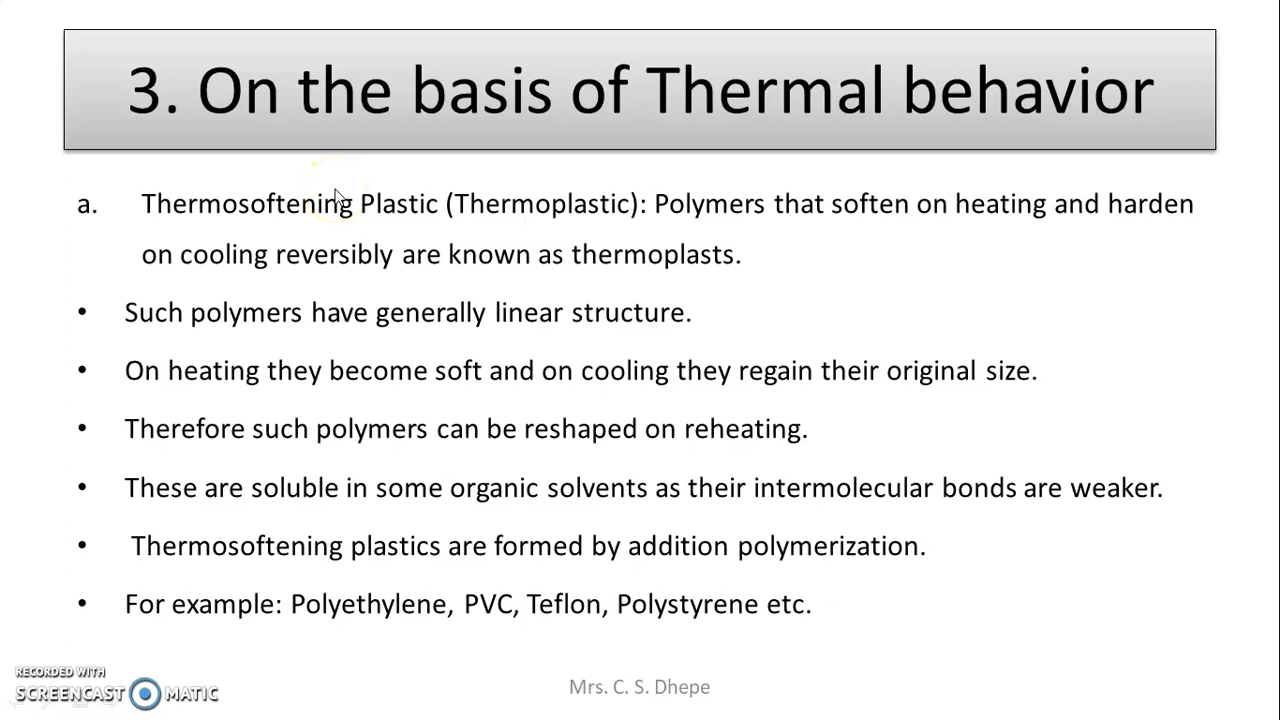 3. On the basis of Thermal behavior
a. Thermosoftening Plastic (Thermoplastic): Polymers that soften on heating and harden
on cooling reversibly are known as thermoplasts.
• Such polymers have generally linear structure.
• On heating they become soft and on cooling they regain their original size.
• Therefore such polymers can be reshaped on reheating.
• These are soluble in some organic solvents as their intermolecular bonds are weaker.
• Thermosoftening plastics are formed by addition polymerization.
• For example: Polyethylene, PVC, Teflon, Polystyrene etc.
RECORDED WITH
SCREENCAST MATIC
Mrs. C. S. Dhepe